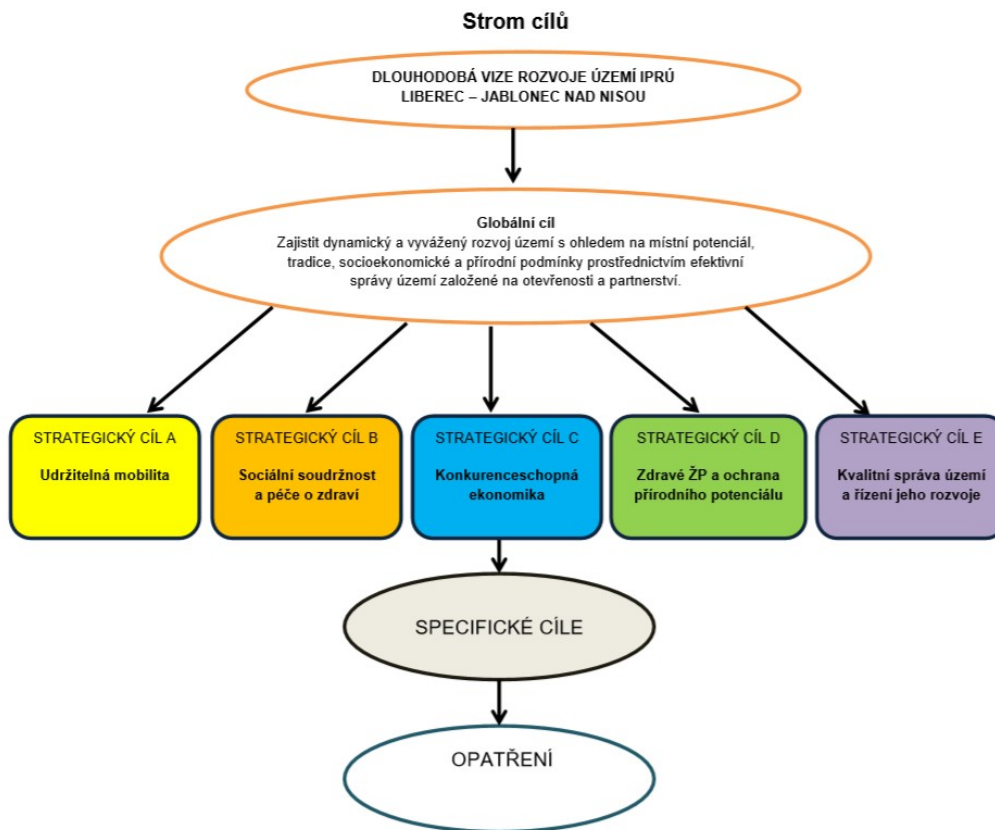 Strom cílů
DLOUHODOBÁ VIZE ROZVOJE ÚZEMÍ IPRÚ
LIBEREC – JABLONEC NAD NISOU
Globální cíl
Zajistit dynamický a vyvážený rozvoj území s ohledem na místní potenciál,
tradice, socioekonomické a přírodní podmínky prostřednictvím efektivní
správy území založené na otevřenosti a partnerství.
STRATEGICKÝ CÍL A
Udržitelná mobilita
STRATEGICKÝ CÍL B
Sociální soudržnost
a péče o zdraví
STRATEGICKÝ CÍL C
Konkurenceschopná
ekonomika
STRATEGICKÝ CÍL D
Zdravé ŽP a ochrana
přírodního potenciálu
STRATEGICKÝ CÍL E
Kvalitní správa území
a řízení jeho rozvoje
SPECIFICKÉ CÍLE
OPATŘENÍ